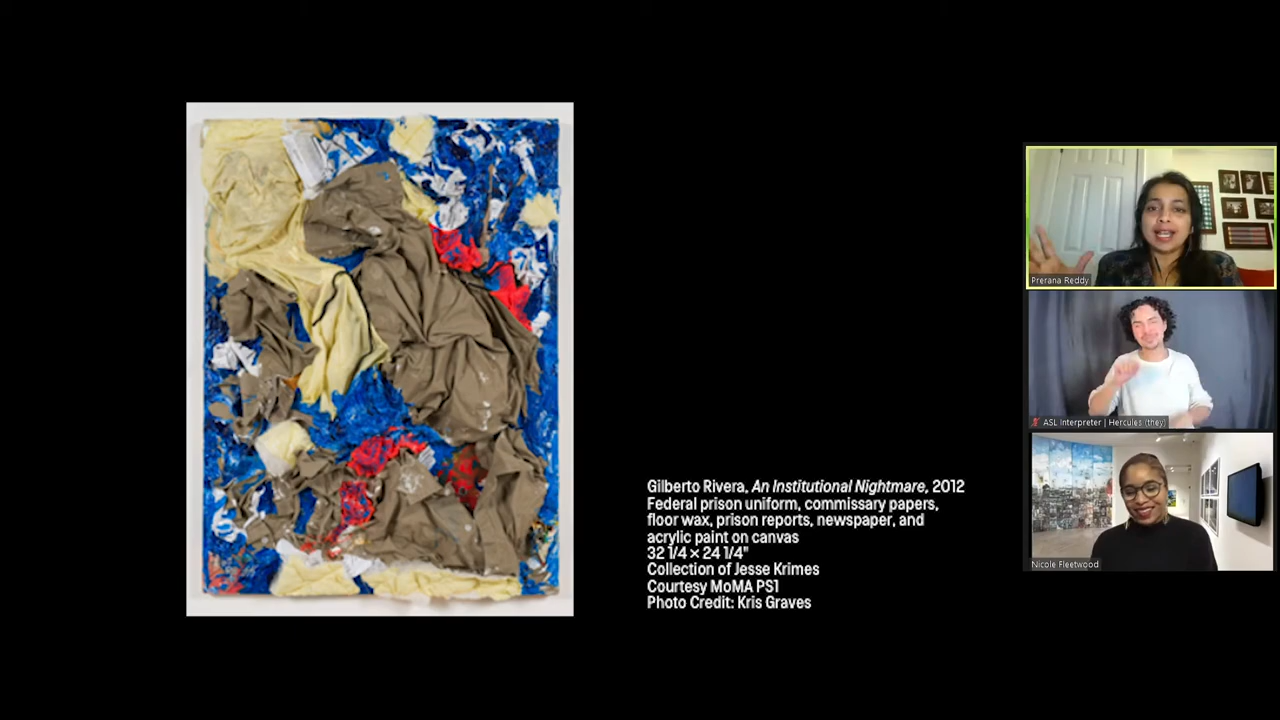 Gilberto Rivera, An Institutional Nightmare, 2012
Federal prison uniform, commissary papers,
floor wax, prison reports, newspaper, and
acrylic paint on canvas
32 1/4 × 24 1/4"
Collection of Jesse Krimes
Courtesy MoMA PS1
Photo Credit: Kris Graves
Prerana Reddy
ASL Interpreter | Hercules (they)
Nicole Fleetwood